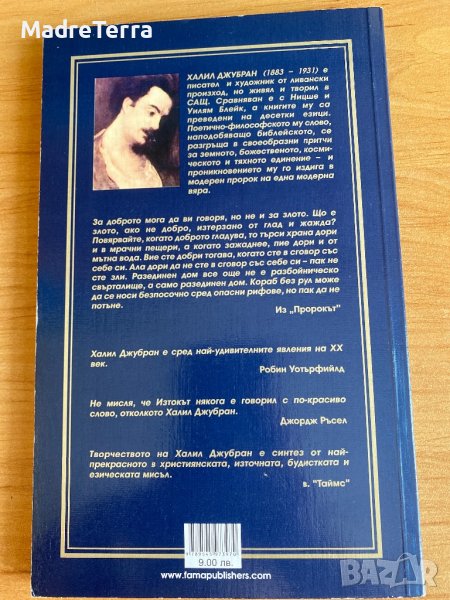 MadreTerra
ХАЛИЛ ДЖУБРАН (1883 – 1931) е
писател и художник от ливански
произход, но живял и творил в
САЩ. Сравняван е с Ницше и
Уилям Блейк, а книгите му са
преведени на десетки езици.
Поетично-философското му слово,
наподобяващо библейското, се
разгръща в своеобразни притчи
за земното, божественото, косми-
ческото и тяхното единение – и
проникновението му го издига в
модерен пророк на една модерна
вяра.
За доброто мога да ви говоря, но не и за злото. Що е
злото, ако не добро, изтерзано от глад и жажда?
Повярвайте, когато доброто гладува, то търси храна дори
и в мрачни пещери, а когато зажаднее, пие дори и от
мътна вода. Вие сте добри тогава, когато сте в сговор със
себе си. Ала дори да не сте в сговор със себе си – пак не
сте зли. Разединен дом все още не е разбойническо
свърталище, а само разединен дом. Кораб без рул може
да се носи безпосочно сред опасни рифове, но пак да не
потъне.
Из „Пророкът"
Халил Джубран е сред най-удивителните явления на XX
век.
Робин Уотърфийлд
Не мисля, че Изтокът някога е говорил с по-красиво
слово, отколкото Халил Джубран.
Джордж Ръсел
Творчеството на Халил Джубран е синтез от най-
прекрасното в християнската, източната, будистката и
езическата мисъл.
в. "Таймс"
9.00 лв.
www.famapublishers.com
BAZAR